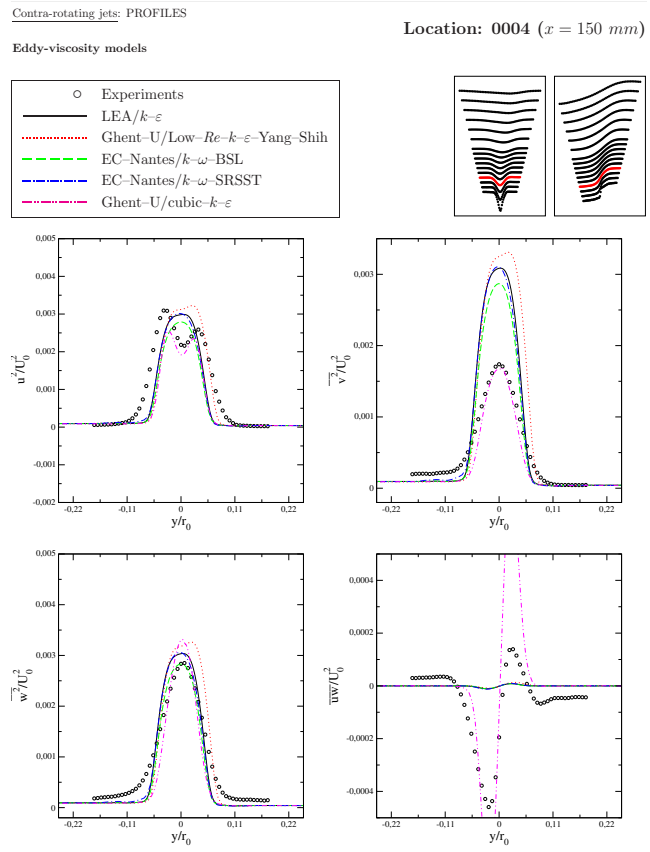 Contra-rotating jets: PROFILES
Location: 0004 (x = 150 mm)
Eddy-viscosity models
Experiments
LEA/k–ε
Ghent–U/Low–Re–k–ε–Yang–Shih
EC–Nantes/k–ω–BSL
EC–Nantes/k–ω–SRSST
Ghent–U/cubic–k–ε
0,005
0,004
0,003
0,002
0,001
0
-0,001
-0,002
u²/U₀²
-0,22 -0,11 0 0,11 0,22
y/r₀
0,003
0,002
0,001
0
v²/U₀²
-0,22 -0,11 0 0,11 0,22
y/r₀
0,005
0,004
0,003
0,002
0,001
0
w²/U₀²
-0,22 -0,11 0 0,11 0,22
y/r₀
0,0004
0,0002
0
-0,0002
-0,0004
uw/U₀²
-0,22 -0,11 0 0,11 0,22
y/r₀